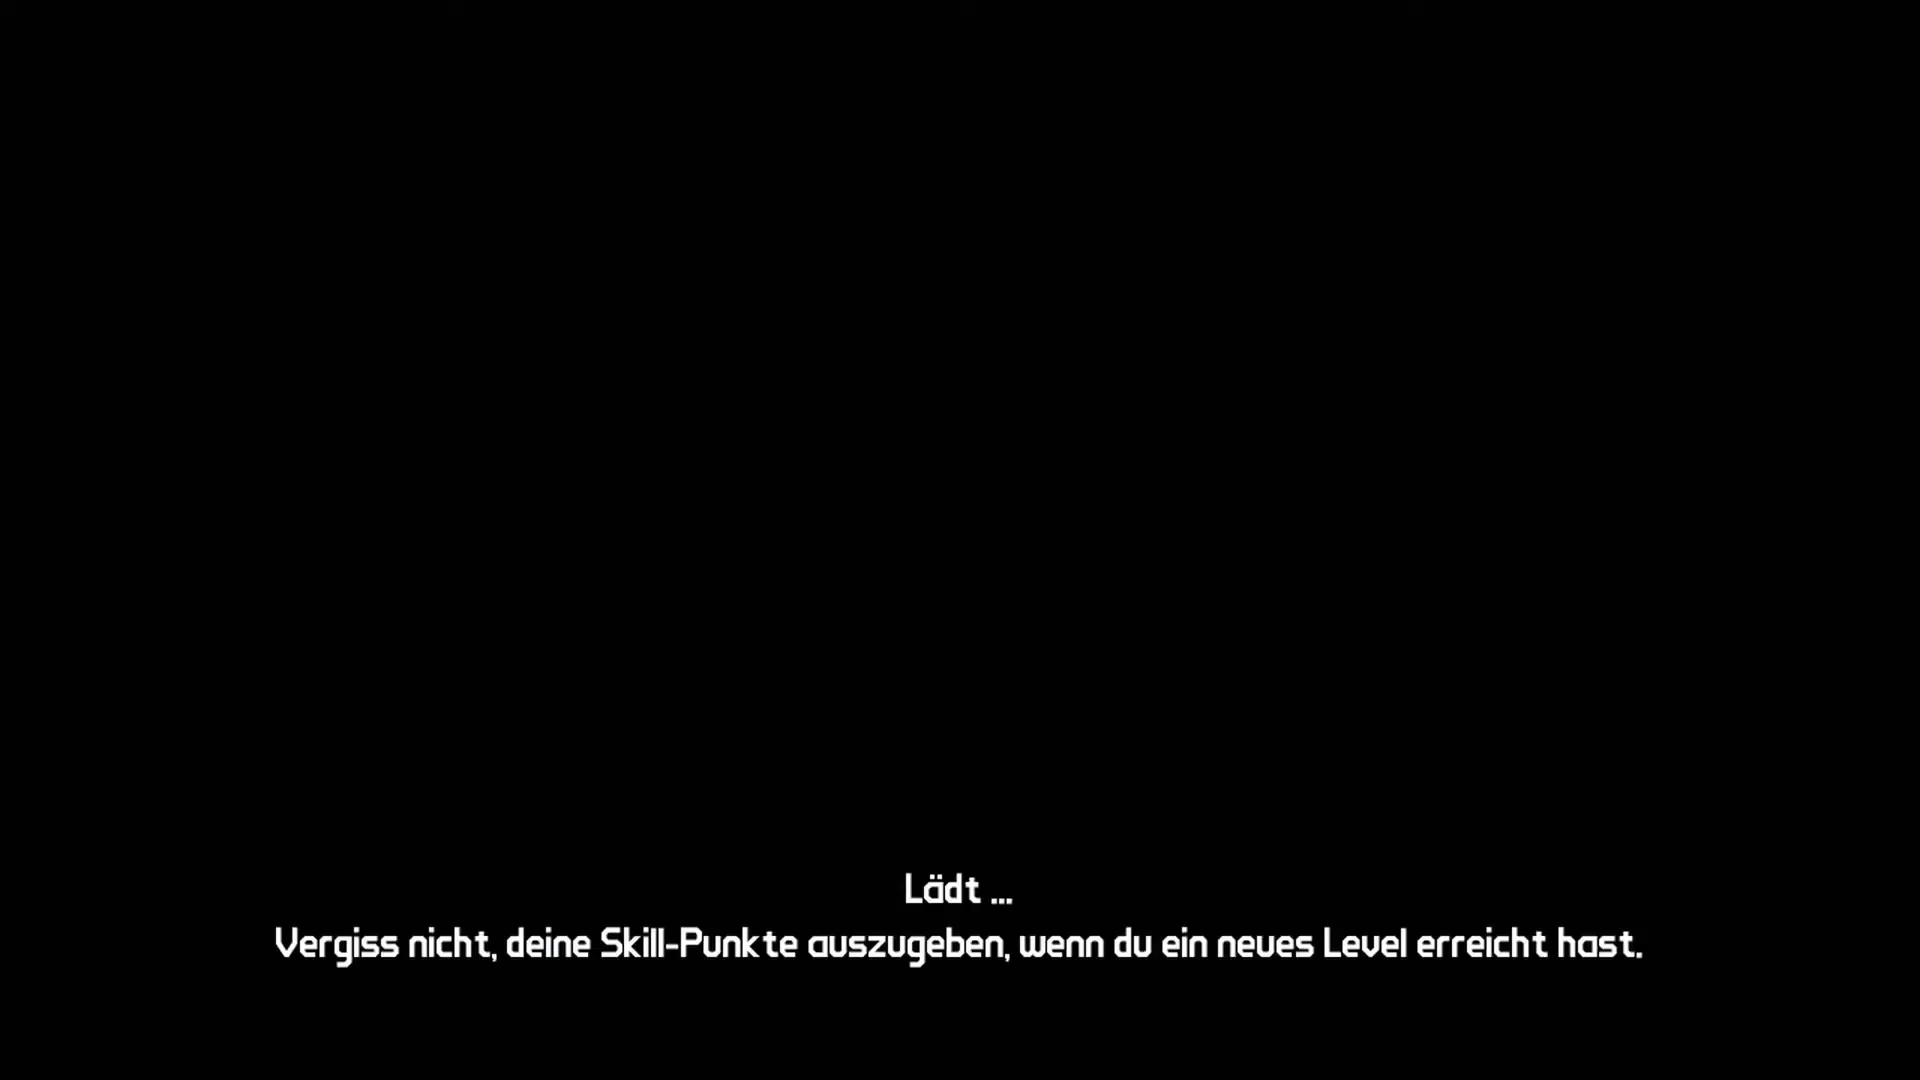 Lädt ...
Vergiss nicht, deine Skill-Punkte auszugeben, wenn du ein neues Level erreicht hast.